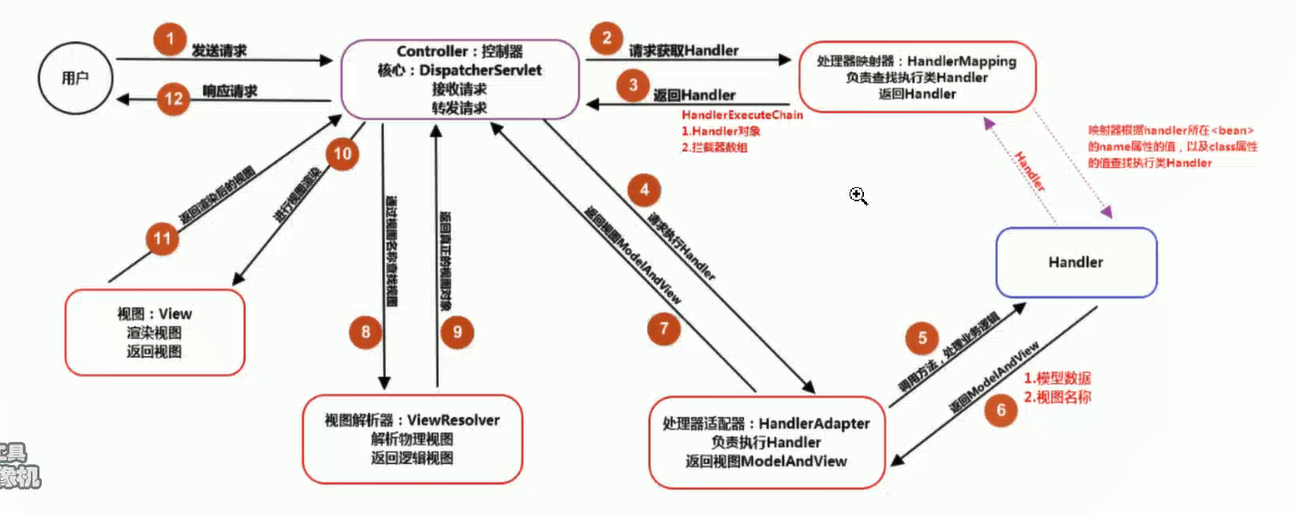 1
发送请求
用户
12
响应请求
Controller：控制器
核心：DispatcherServlet
接收请求
转发请求
2
请求获取Handler
3
返回Handler
HandlerExecuteChain
1.Handler对象
2.拦截器数组
处理器映射器：HandlerMapping
负责查找执行类Handler
返回Handler
映射器根据handler所在<bean>
的name属性的值，以及class属性
的值查找执行类Handler
Handler
Handler
4
请求执行Handler
5
调用方法，处理业务逻辑
6
返回ModelAndView
1.模型数据
2.视图名称
处理器适配器：HandlerAdapter
负责执行Handler
返回视图ModelAndView
7
返回视图ModelAndView
8
通过视图名称查找视图
9
返回真正的视图对象
视图解析器：ViewResolver
解析物理视图
返回逻辑视图
10
进行视图渲染
11
返回渲染后的视图
视图：View
渲染视图
返回视图
工具
像机